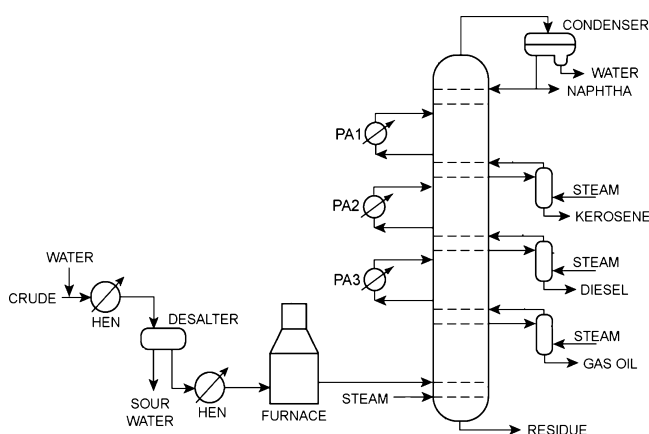 CONDENSER
WATER
NAPHTHA
PA1
STEAM
KEROSENE
PA2
STEAM
DIESEL
PA3
STEAM
GAS OIL
WATER
CRUDE
HEN
DESALTER
SOUR
WATER
HEN
FURNACE
STEAM
RESIDUE